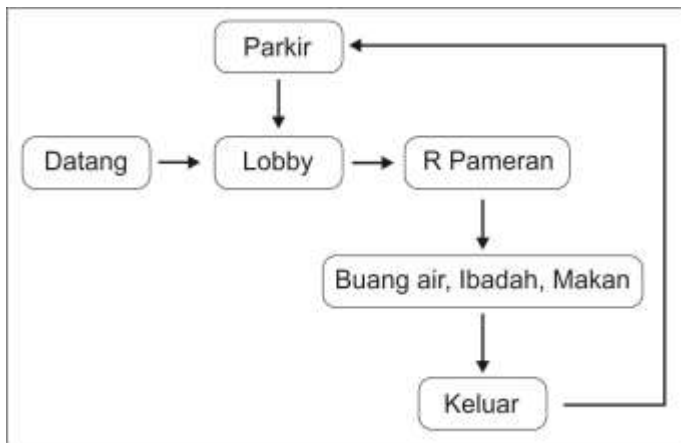 Parkir
Datang
Lobby
R Pameran
Buang air, Ibadah, Makan
Keluar